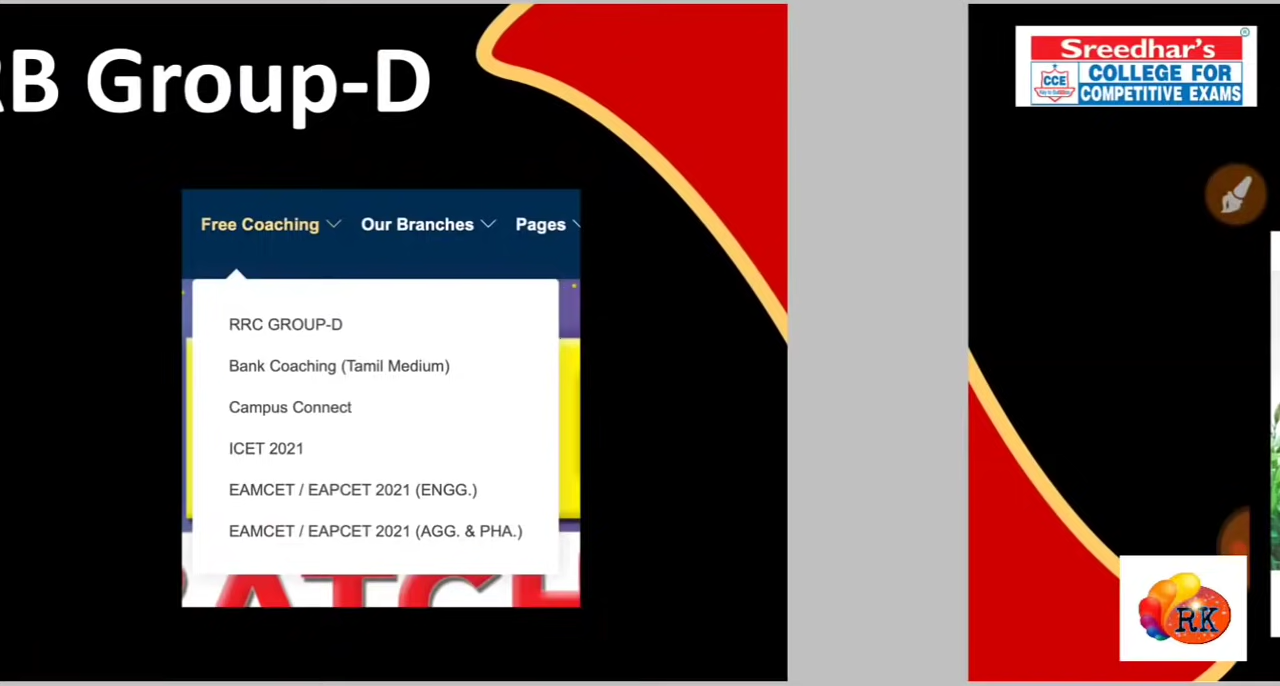 RB Group-D
Free Coaching
Our Branches
Pages
RRC GROUP-D
Bank Coaching (Tamil Medium)
Campus Connect
ICET 2021
EAMCET / EAPCET 2021 (ENGG.)
EAMCET / EAPCET 2021 (AGG. & PHA.)
Sreedhar's
CCE
COLLEGE FOR
COMPETITIVE EXAMS
RK